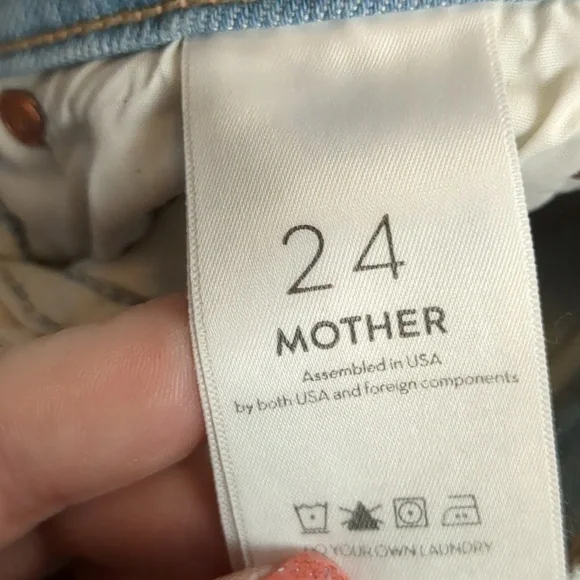 24
MOTHER
Assembled in USA
by both USA and foreign components
DO YOUR OWN LAUNDRY